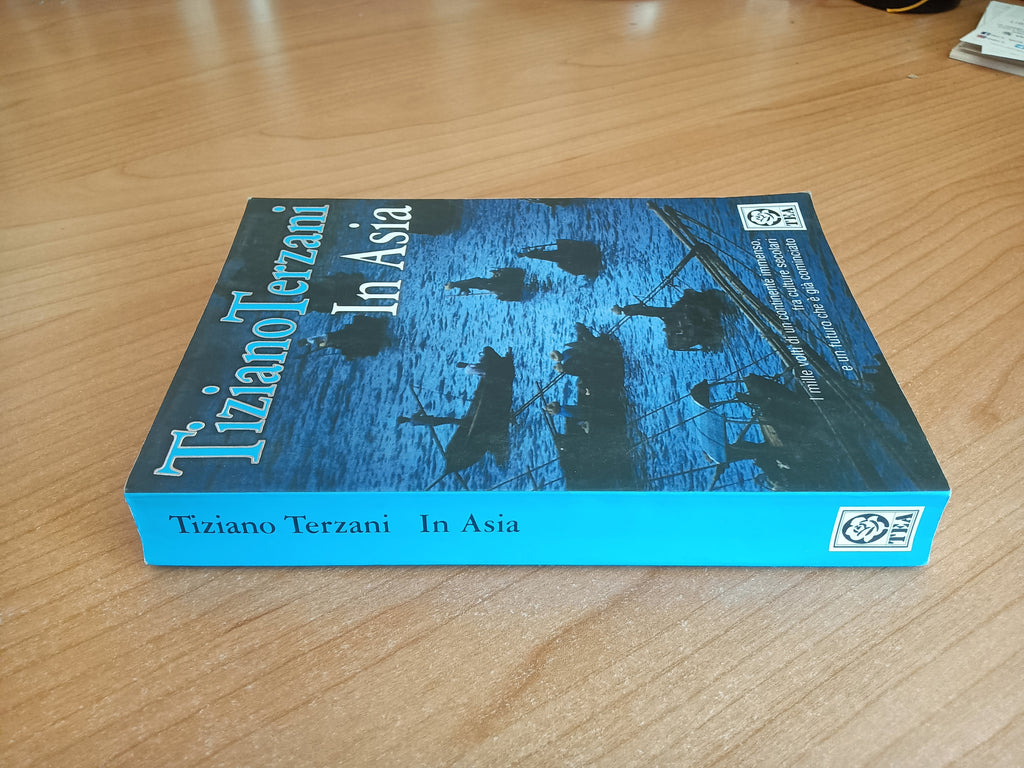 Tiziano Terzani
In Asia
I mille volti di un continente immenso,
fra culture secolari
e un futuro che è già cominciato
TEA
Tiziano Terzani In Asia
TEA